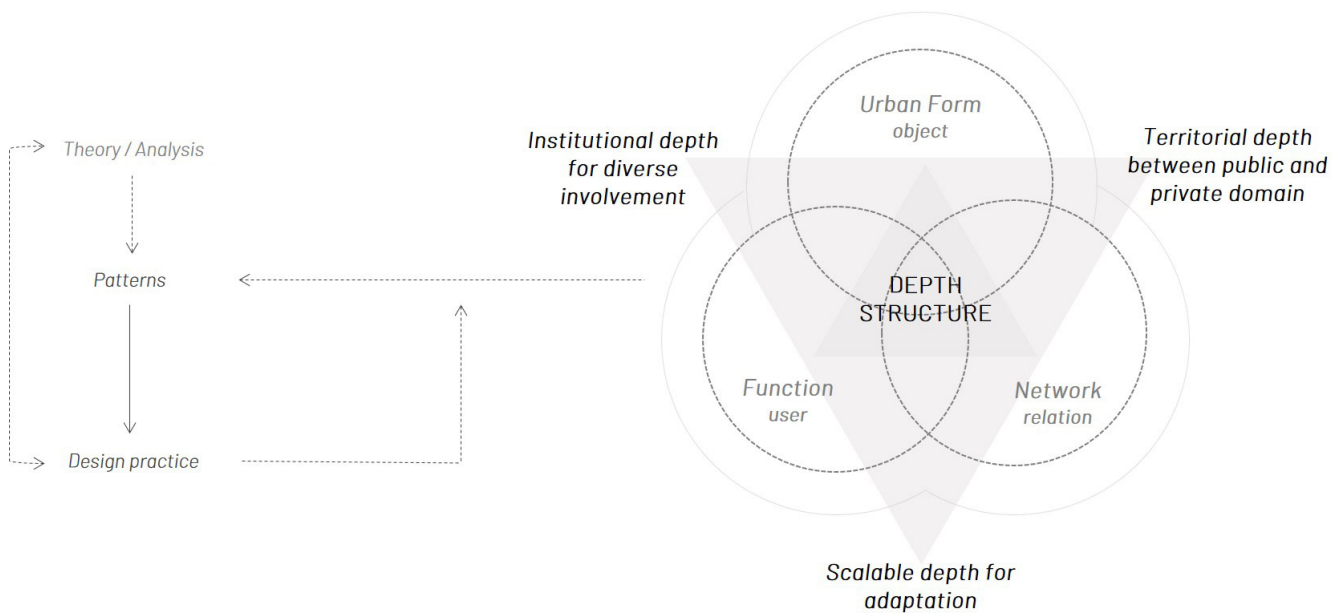 Theory / Analysis
Patterns
Design practice
Urban Form
object
Institutional depth
for diverse
involvement
Territorial depth
between public and
private domain
DEPTH
STRUCTURE
Function
user
Network
relation
Scalable depth for
adaptation